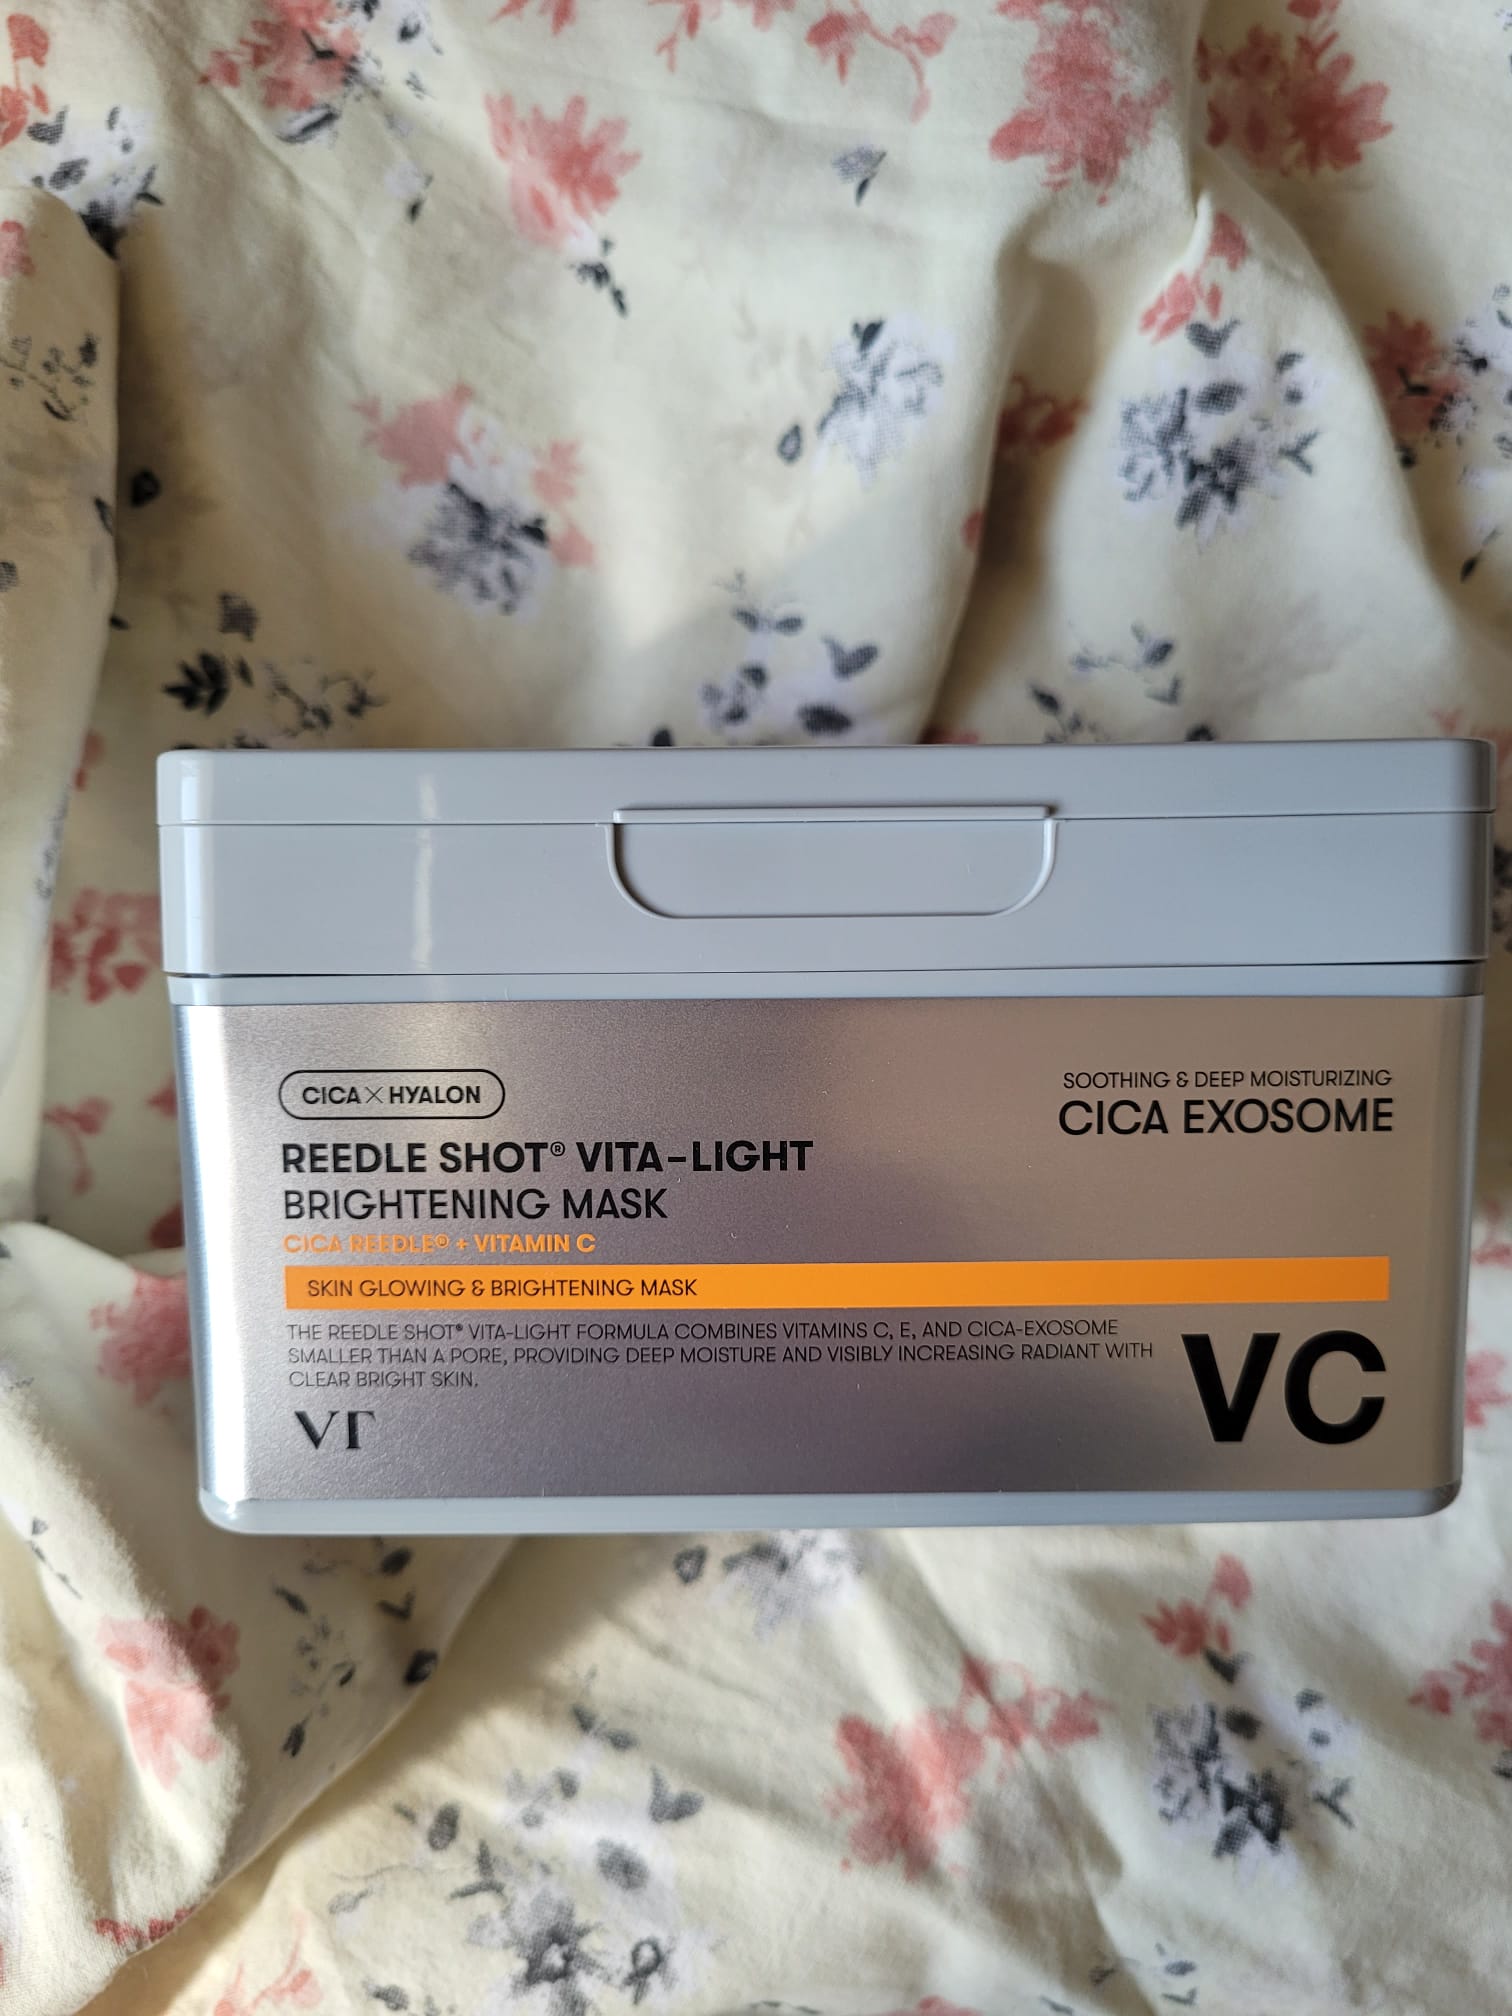 CICA X HYALON
SOOTHING & DEEP MOISTURIZING
CICA EXOSOME
REEDLE SHOT® VITA-LIGHT
BRIGHTENING MASK
CICA REEDLE® + VITAMIN C
SKIN GLOWING & BRIGHTENING MASK
THE REEDLE SHOT® VITA-LIGHT FORMULA COMBINES VITAMINS C, E, AND CICA-EXOSOME
SMALLER THAN A PORE, PROVIDING DEEP MOISTURE AND VISIBLY INCREASING RADIANT WITH
CLEAR BRIGHT SKIN.
VT
VC